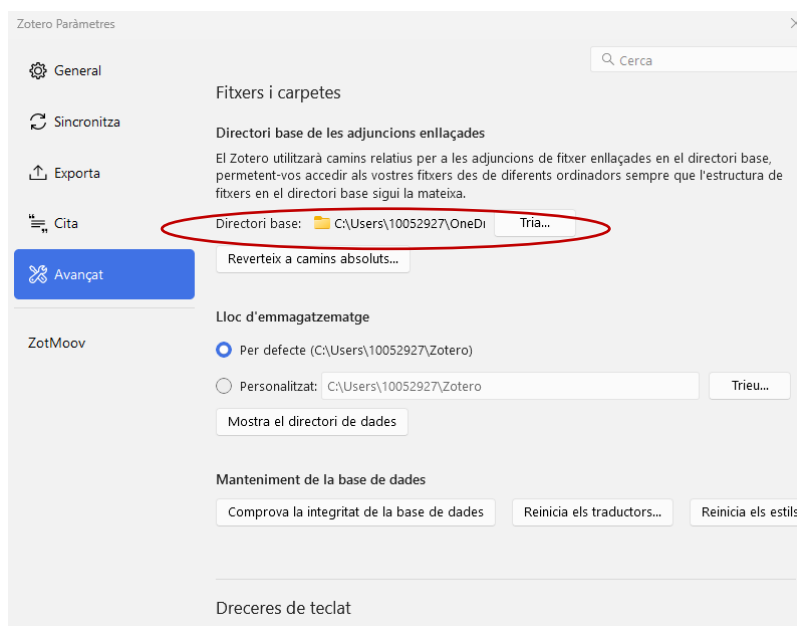 Zotero Paràmetres
Cerca
General
Sincronitza
Exporta
Cita
Avançat
ZotMoov
Fitxers i carpetes
Directori base de les adjuncions enllaçades
El Zotero utilitzarà camins relatius per a les adjuncions de fitxer enllaçades en el directori base,
permetent-vos accedir als vostres fitxers des de diferents ordinadors sempre que l'estructura de
fitxers en el directori base sigui la mateixa.
Directori base: C:\Users\10052927\OneDi Tria...
Reverteix a camins absoluts...
Lloc d'emmagatzematge
Per defecte (C:\Users\10052927\Zotero)
Personalitzat: C:\Users\10052927\Zotero Trieu...
Mostra el directori de dades
Manteniment de la base de dades
Comprova la integritat de la base de dades Reinicia els traductors... Reinicia els estils
Dreceres de teclat